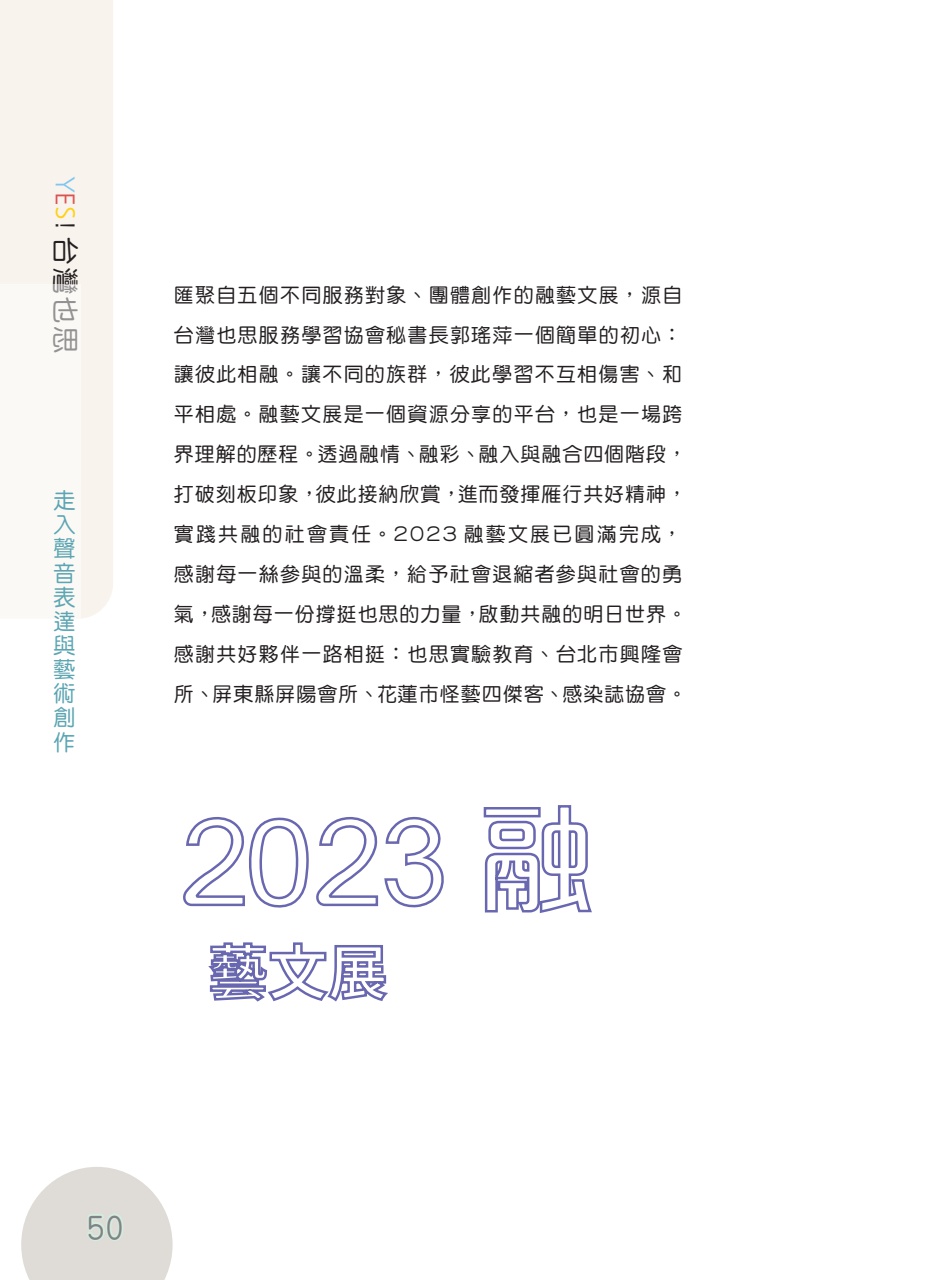 YES! 台灣也思
走入聲音表達與藝術創作
匯聚自五個不同服務對象、團體創作的融藝文展，源自
台灣也思服務學習協會秘書長郭瑤萍一個簡單的初心：
讓彼此相融。讓不同的族群，彼此學習不互相傷害、和
平相處。融藝文展是一個資源分享的平台，也是一場跨
界理解的歷程。透過融情、融彩、融入與融合四個階段，
打破刻板印象，彼此接納欣賞，進而發揮雁行共好精神，
實踐共融的社會責任。2023 融藝文展已圓滿完成，
感謝每一絲參與的溫柔，給予社會退縮者參與社會的勇
氣，感謝每一份撐挺也思的力量，啟動共融的明日世界。
感謝共好夥伴一路相挺：也思實驗教育、台北市興隆會
所、屏東縣屏陽會所、花蓮市怪藝四傑客、感染誌協會。
2023 融
藝文展
50